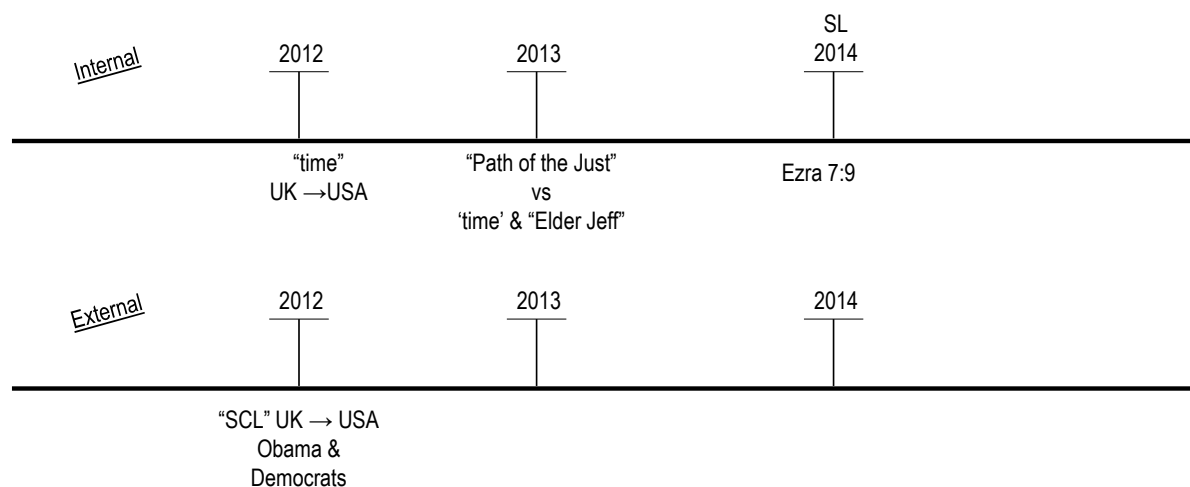 SL
Internal
2012
2013
2014
“time”
UK →USA
“Path of the Just”
vs
‘time’ & “Elder Jeff”
Ezra 7:9
External
2012
2013
2014
“SCL” UK → USA
Obama &
Democrats